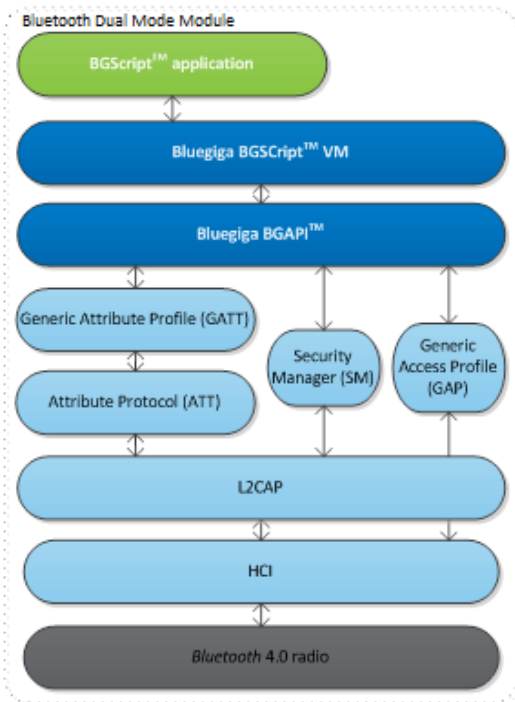 Bluetooth Dual Mode Module
BGScript™ application
Bluegiga BGSCript™ VM
Bluegiga BGAPI™
Generic Attribute Profile (GATT)
Attribute Protocol (ATT)
Security
Manager (SM)
Generic
Access Profile
(GAP)
L2CAP
HCI
Bluetooth 4.0 radio